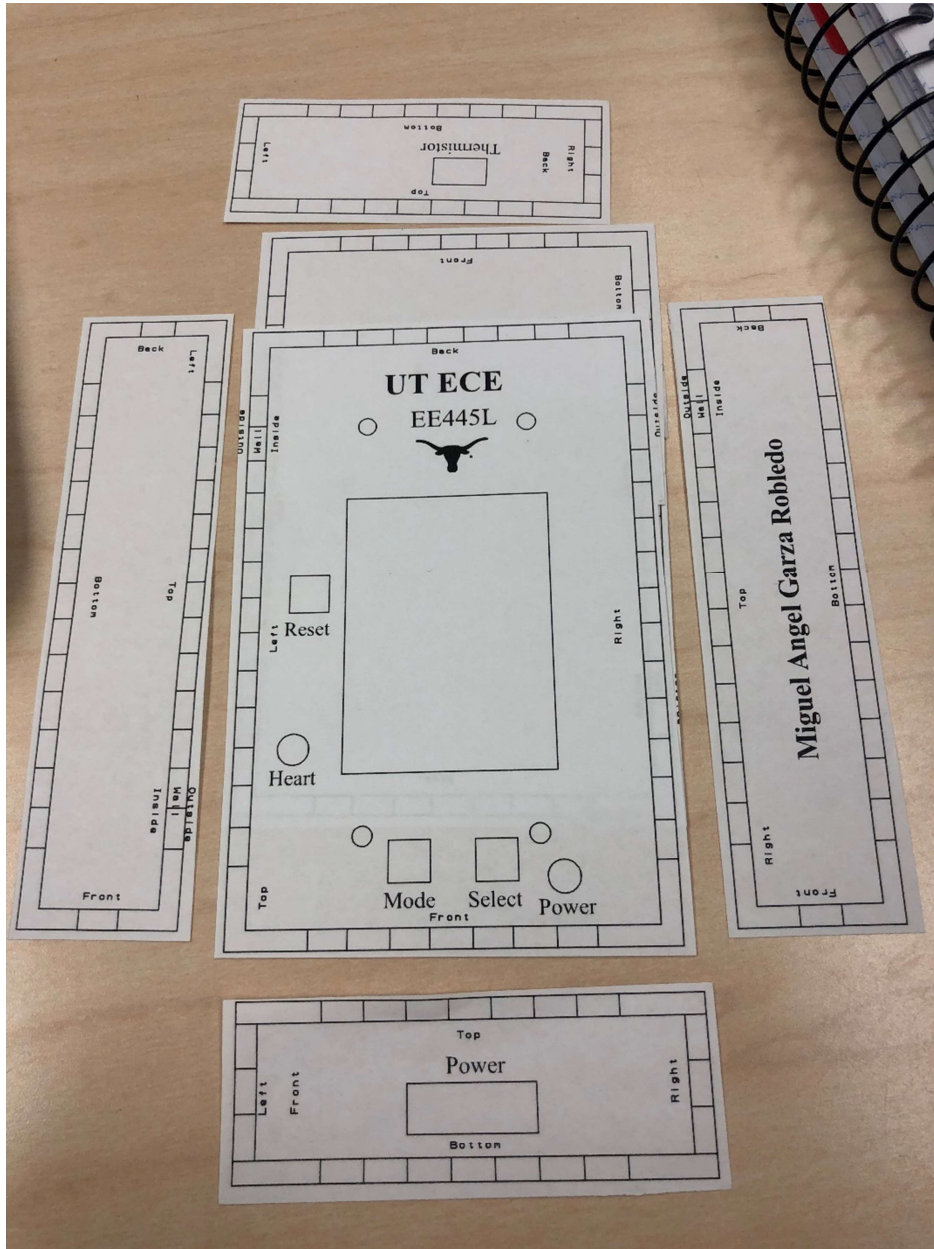 Bottom
Thermistor
Left
Back
Right
Top
Front
Bottom
Back
Left
Bottom
Top
Inside
Wall
Outside
Front
Back
UT ECE
EE445L
Outside
Wall
Inside
Outside
Reset
Left
Right
Heart
Mode
Select
Power
Top
Front
Back
Outside
Wall
Inside
Top
Miguel Angel Garza Robledo
Bottom
Right
Front
Top
Power
Left
Front
Right
Bottom